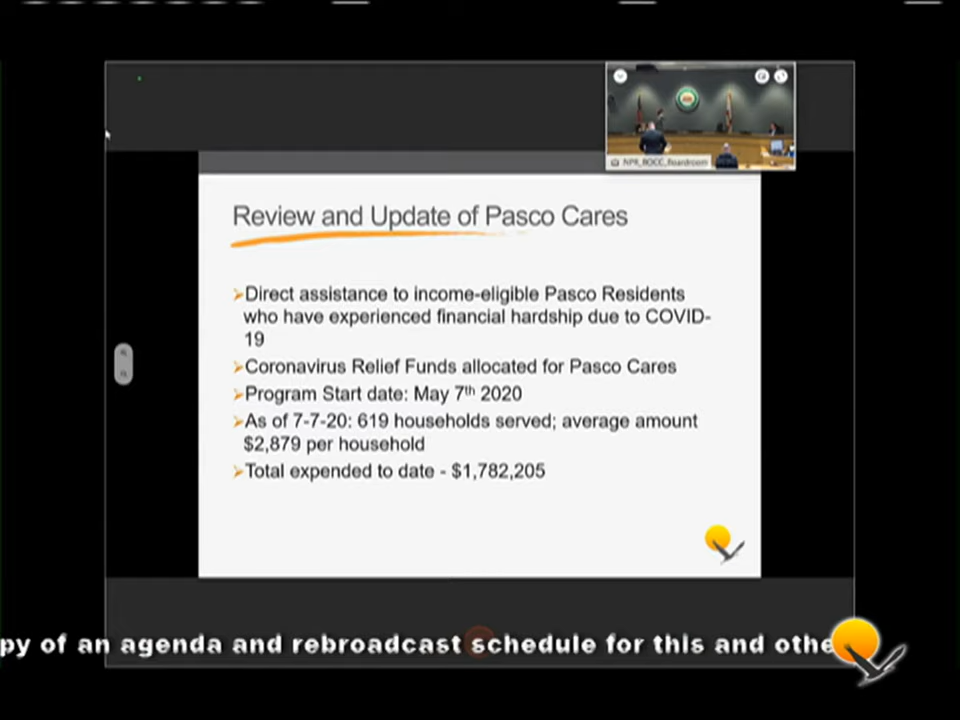 NPR_BOCC_Boardroom
Review and Update of Pasco Cares
Direct assistance to income-eligible Pasco Residents
who have experienced financial hardship due to COVID-
19
Coronavirus Relief Funds allocated for Pasco Cares
Program Start date: May 7th 2020
As of 7-7-20: 619 households served; average amount
$2,879 per household
Total expended to date - $1,782,205
py of an agenda and rebroadcast schedule for this and othe